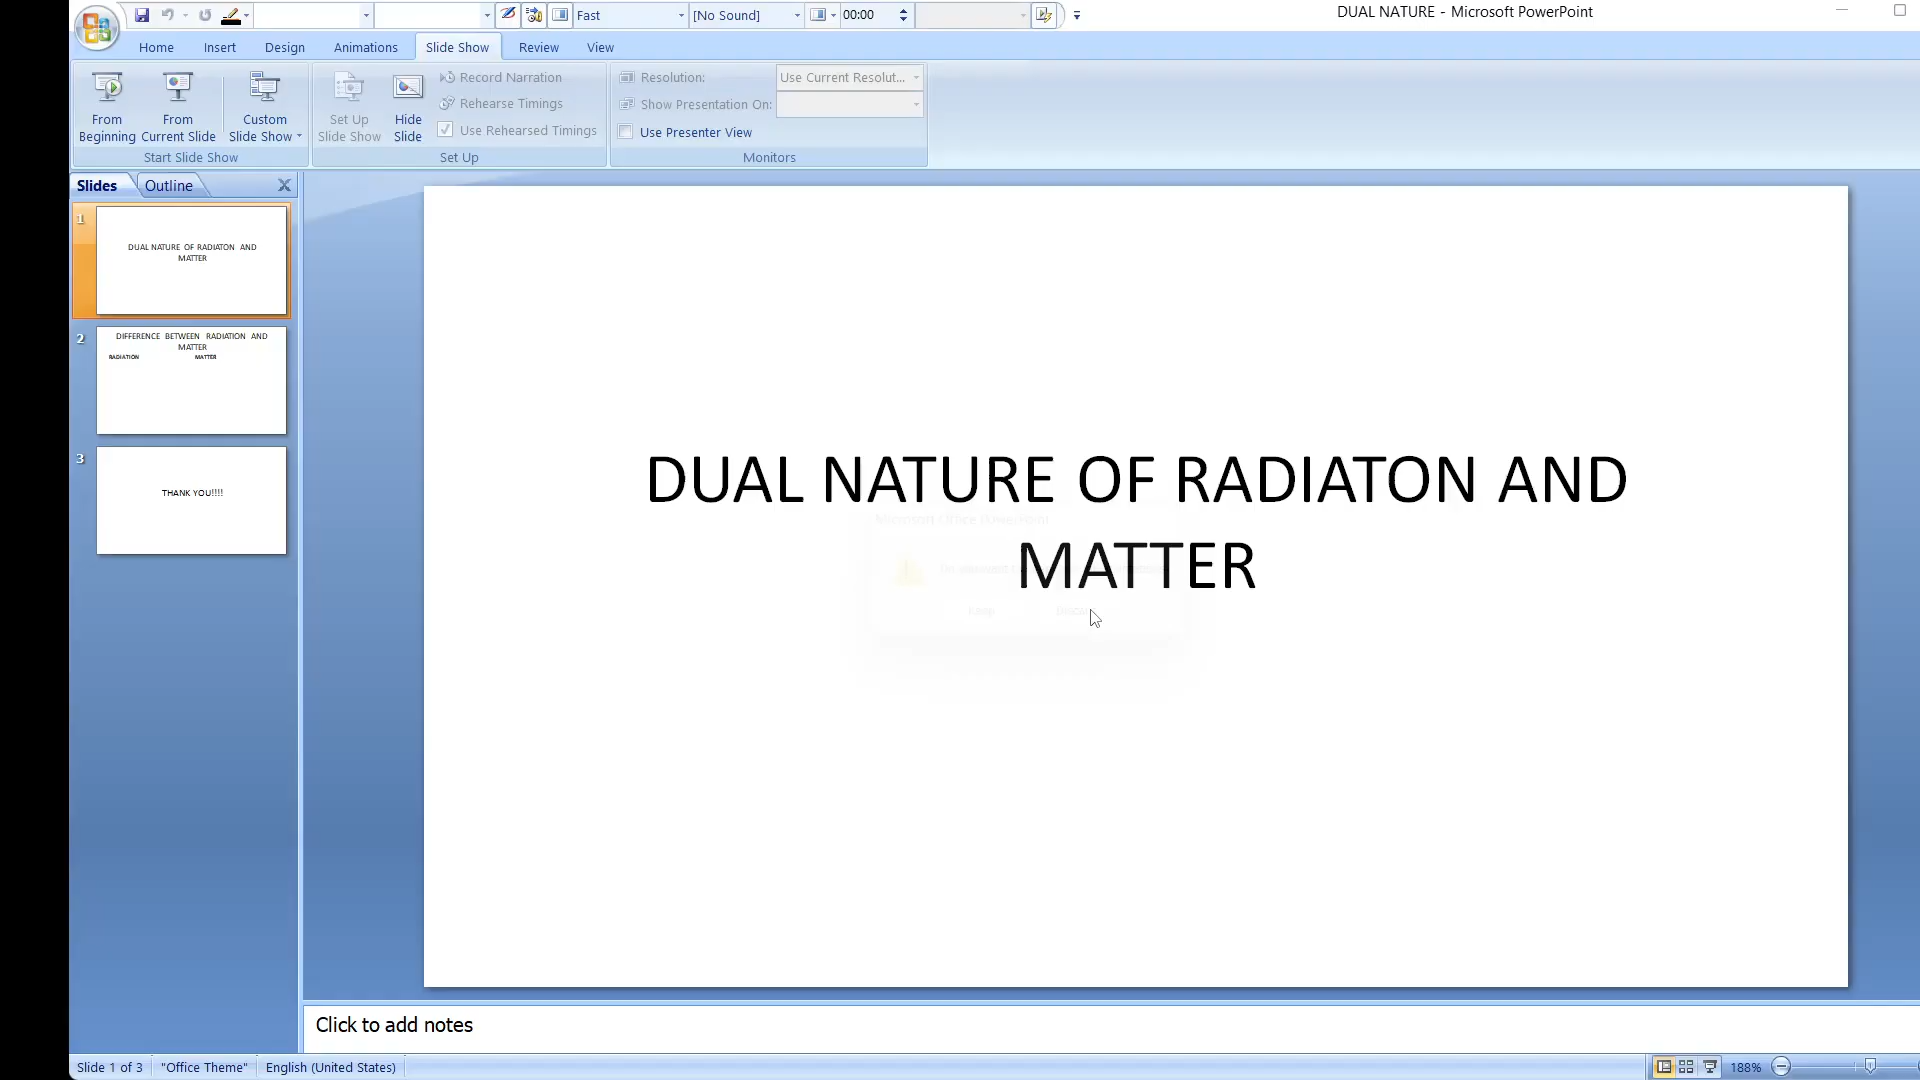 Fast
[No Sound]
00:00
DUAL NATURE - Microsoft PowerPoint
Home
Insert
Design
Animations
Slide Show
Review
View
From Beginning
From Current Slide
Custom Slide Show
Start Slide Show
Set Up Slide Show
Hide Slide
Record Narration
Rehearse Timings
Use Rehearsed Timings
Set Up
Resolution:
Use Current Resolut...
Show Presentation On:
Use Presenter View
Monitors
Slides
Outline
1
DUAL NATURE OF RADIATON AND
MATTER
2
DIFFERENCE BETWEEN RADIATION AND
MATTER
RADIATION
MATTER
3
THANK YOU!!!!
DUAL NATURE OF RADIATON AND
MATTER
Click to add notes
Slide 1 of 3
"Office Theme"
English (United States)
188%